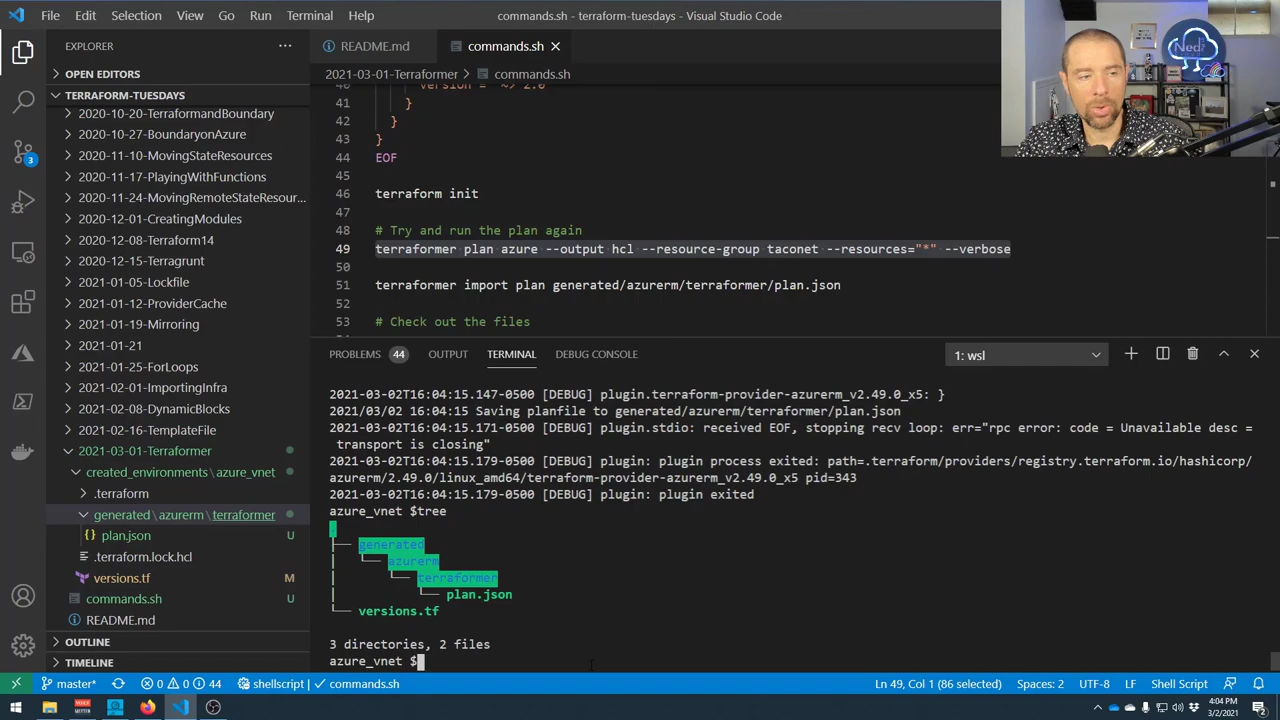 File Edit Selection View Go Run Terminal Help
commands.sh - terraform-tuesdays - Visual Studio Code
EXPLORER
OPEN EDITORS
TERRAFORM-TUESDAYS
2020-10-20-TerraformandBoundary
2020-10-27-BoundaryonAzure
2020-11-10-MovingStateResources
2020-11-17-PlayingWithFunctions
2020-11-24-MovingRemoteStateResour...
2020-12-01-CreatingModules
2020-12-08-Terraform14
2020-12-15-Terragrunt
2021-01-05-Lockfile
2021-01-12-ProviderCache
2021-01-19-Mirroring
2021-01-21
2021-01-25-ForLoops
2021-02-01-ImportingInfra
2021-02-08-DynamicBlocks
2021-02-16-TemplateFile
2021-03-01-Terraformer
created_environments\azure_vnet
.terraform
generated\azurerm\terraformer
{} plan.json U
.terraform.lock.hcl
versions.tf M
commands.sh U
README.md
OUTLINE
TIMELINE
3
README.md
commands.sh
2021-03-01-Terraformer > commands.sh
40 version = "~> 2.0"
41 }
42 }
43 }
44 EOF
45
46 terraform init
47
48 # Try and run the plan again
49 terraformer plan azure --output hcl --resource-group taconet --resources="*" --verbose
50
51 terraformer import plan generated/azurerm/terraformer/plan.json
52
53 # Check out the files
PROBLEMS 44 OUTPUT TERMINAL DEBUG CONSOLE 1: wsl
2021-03-02T16:04:15.147-0500 [DEBUG] plugin.terraform-provider-azurerm_v2.49.0_x5: }
2021/03/02 16:04:15 Saving planfile to generated/azurerm/terraformer/plan.json
2021-03-02T16:04:15.171-0500 [DEBUG] plugin.stdio: received EOF, stopping recv loop: err="rpc error: code = Unavailable desc =
transport is closing"
2021-03-02T16:04:15.179-0500 [DEBUG] plugin: plugin process exited: path=.terraform/providers/registry.terraform.io/hashicorp/
azurerm/2.49.0/linux_amd64/terraform-provider-azurerm_v2.49.0_x5 pid=343
2021-03-02T16:04:15.179-0500 [DEBUG] plugin: plugin exited
azure_vnet $tree
.
├── generated
│   └── azurerm
│       └── terraformer
│           └── plan.json
└── versions.tf
3 directories, 2 files
azure_vnet $
master* 0 0 44 shellscript | commands.sh
Ln 49, Col 1 (86 selected) Spaces: 2 UTF-8 LF Shell Script
4:04 PM
3/2/2021
2